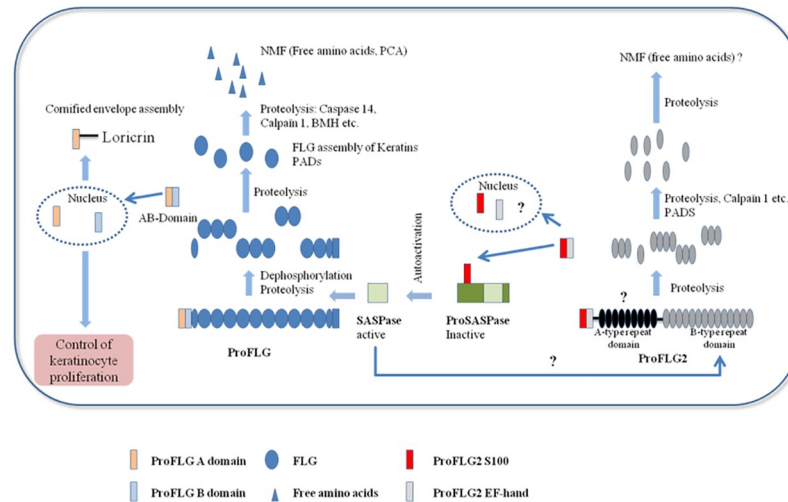 NMF (Free amino acids, PCA)
NMF (free amino acids) ?
Proteolysis: Caspase 14,
Calpain 1, BMH etc.
Proteolysis
Cornified envelope assembly
Loricrin
FLG assembly of Keratins
PADs
Nucleus
AB-Domain
Proteolysis
Nucleus
?
Proteolysis, Calpain 1 etc.
PADS
Autoactivation
Dephosphorylation
Proteolysis
Proteolysis
?
ProFLG
SASPase
active
ProSASPase
Inactive
A-type repeat
domain
B-type repeat
domain
ProFLG2
Control of
keratinocyte
proliferation
?
ProFLG A domain
FLG
ProFLG2 S100
ProFLG B domain
Free amino acids
ProFLG2 EF-hand